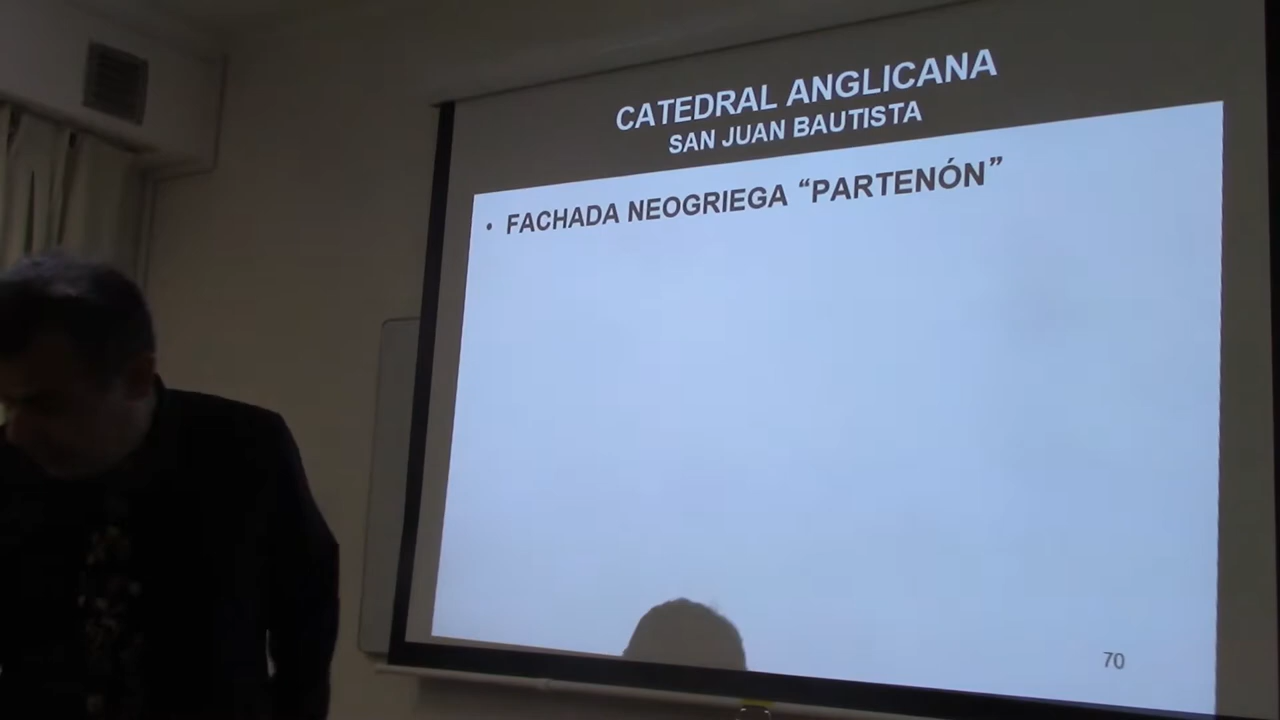 CATEDRAL ANGLICANA
SAN JUAN BAUTISTA
• FACHADA NEOGRIEGA “PARTENÓN”
70